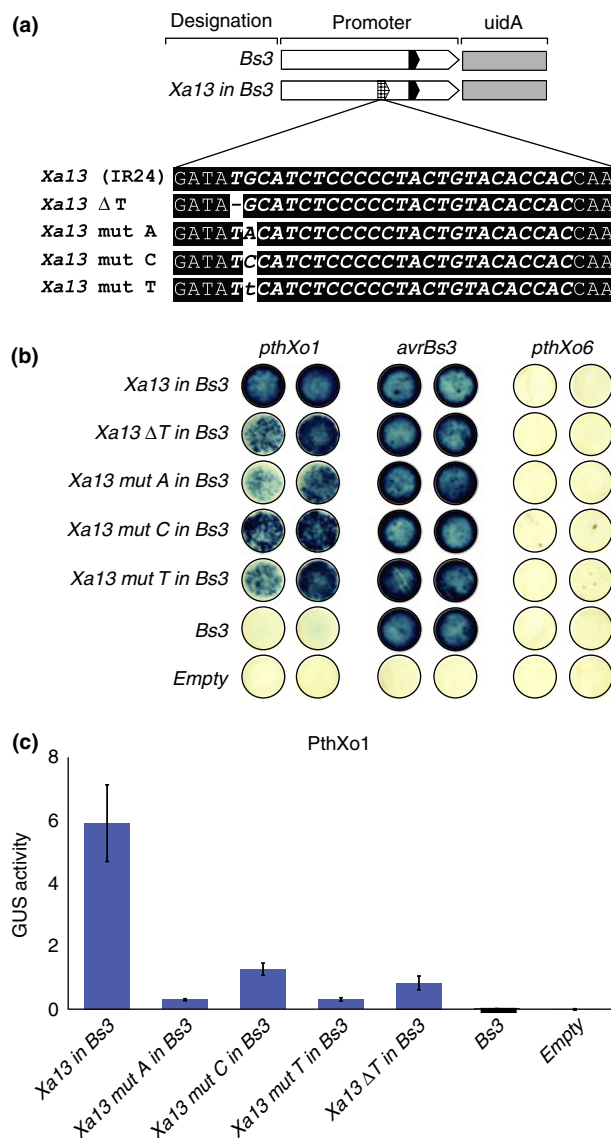 (a)
Designation Promoter uidA
Bs3
Xa13 in Bs3
Xa13 (IR24) GATATGCATCTCCCCCTACTGTACACCACCAA
Xa13 ΔT GATA-GCATCTCCCCCTACTGTACACCACCAA
Xa13 mut A GATATACATCTCCCCCTACTGTACACCACCAA
Xa13 mut C GATATCCATCTCCCCCTACTGTACACCACCAA
Xa13 mut T GATATtCATCTCCCCCTACTGTACACCACCAA
(b)
pthXo1 avrBs3 pthXo6
Xa13 in Bs3
Xa13 ΔT in Bs3
Xa13 mut A in Bs3
Xa13 mut C in Bs3
Xa13 mut T in Bs3
Bs3
Empty
(c)
PthXo1
GUS activity
8
6
4
2
0
Xa13 in Bs3
Xa13 mut A in Bs3
Xa13 mut C in Bs3
Xa13 mut T in Bs3
Xa13 ΔT in Bs3
Bs3
Empty